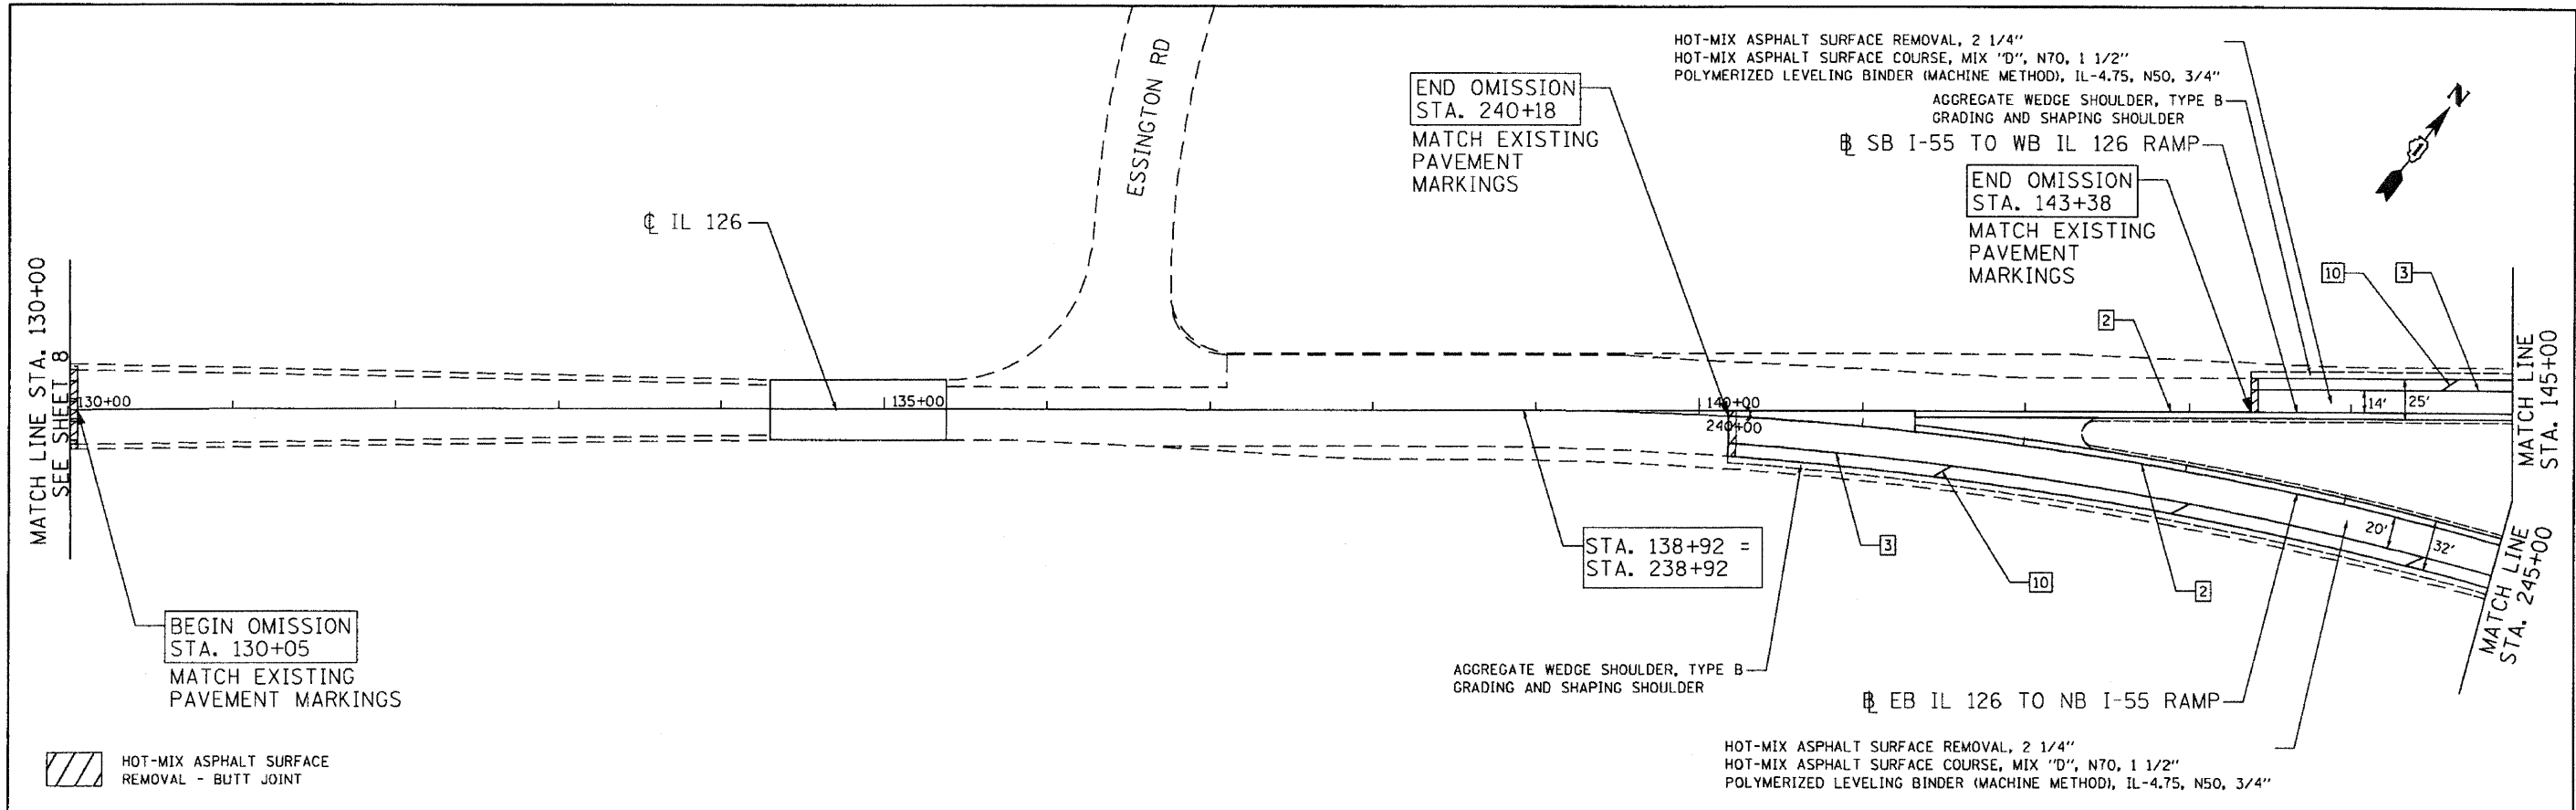 HOT-MIX ASPHALT SURFACE REMOVAL, 2 1/4"
HOT-MIX ASPHALT SURFACE COURSE, MIX "D", N70, 1 1/2"
POLYMERIZED LEVELING BINDER (MACHINE METHOD), IL-4.75, N50, 3/4"
AGGREGATE WEDGE SHOULDER, TYPE B
GRADING AND SHAPING SHOULDER
℄ SB I-55 TO WB IL 126 RAMP
END OMISSION
STA. 143+38
MATCH EXISTING
PAVEMENT
MARKINGS
END OMISSION
STA. 240+18
MATCH EXISTING
PAVEMENT
MARKINGS
N
ESSINGTON RD
℄ IL 126
10
3
2
MATCH LINE STA. 130+00
SEE SHEET 8
130+00
135+00
140+00
240+00
14'
25'
MATCH LINE
STA. 145+00
20'
32'
MATCH LINE
STA. 245+00
STA. 138+92 =
STA. 238+92
3
10
2
BEGIN OMISSION
STA. 130+05
MATCH EXISTING
PAVEMENT MARKINGS
AGGREGATE WEDGE SHOULDER, TYPE B
GRADING AND SHAPING SHOULDER
℄ EB IL 126 TO NB I-55 RAMP
HOT-MIX ASPHALT SURFACE
REMOVAL - BUTT JOINT
HOT-MIX ASPHALT SURFACE REMOVAL, 2 1/4"
HOT-MIX ASPHALT SURFACE COURSE, MIX "D", N70, 1 1/2"
POLYMERIZED LEVELING BINDER (MACHINE METHOD), IL-4.75, N50, 3/4"